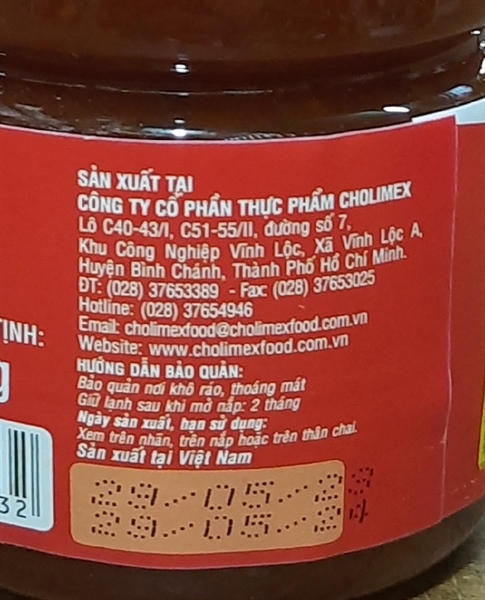 SẢN XUẤT TẠI
CÔNG TY CỔ PHẦN THỰC PHẨM CHOLIMEX
Lô C40-43/I, C51-55/II, đường số 7,
Khu Công Nghiệp Vĩnh Lộc, Xã Vĩnh Lộc A,
Huyện Bình Chánh, Thành Phố Hồ Chí Minh.
ĐT: (028) 37653389 - Fax: (028) 37653025
Hotline: (028) 37654946
Email: cholimexfood@cholimexfood.com.vn
Website: www.cholimexfood.com.vn
TỊNH:
HƯỚNG DẪN BẢO QUẢN:
Bảo quản nơi khô ráo, thoáng mát
Giữ lạnh sau khi mở nắp: 2 tháng
Ngày sản xuất, hạn sử dụng:
Xem trên nhãn, trên nắp hoặc trên thân chai.
Sản xuất tại Việt Nam
32
29-05-23
29-05-24